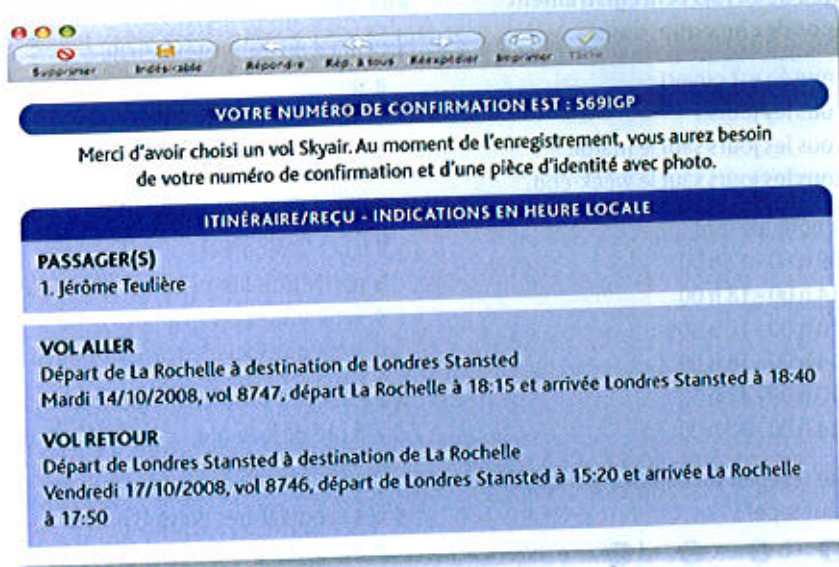 Supprimer Indésirable Répondre Rép. à tous Réexpédier Imprimer
VOTRE NUMÉRO DE CONFIRMATION EST : S69IGP
Merci d'avoir choisi un vol Skyair. Au moment de l'enregistrement, vous aurez besoin
de votre numéro de confirmation et d'une pièce d'identité avec photo.
ITINÉRAIRE/REÇU - INDICATIONS EN HEURE LOCALE
PASSAGER(S)
1. Jérôme Teulière
VOL ALLER
Départ de La Rochelle à destination de Londres Stansted
Mardi 14/10/2008, vol 8747, départ La Rochelle à 18:15 et arrivée Londres Stansted à 18:40
VOL RETOUR
Départ de Londres Stansted à destination de La Rochelle
Vendredi 17/10/2008, vol 8746, départ de Londres Stansted à 15:20 et arrivée La Rochelle
à 17:50